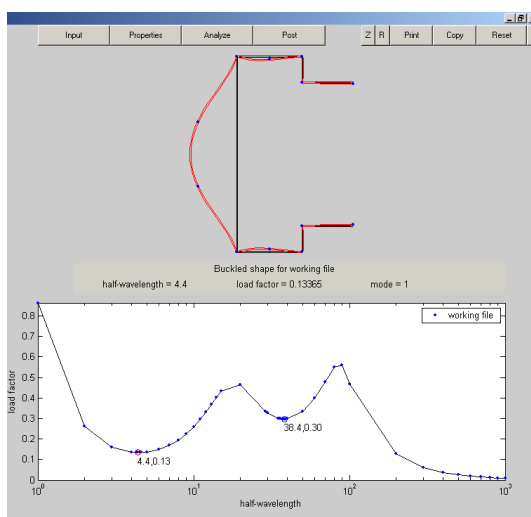 Input Properties Analyze Post Z R Print Copy Reset
Buckled shape for working file
half-wavelength = 4.4 load factor = 0.13365 mode = 1
working file
load factor
0.8
0.7
0.6
0.5
0.4
0.3
0.2
0.1
0
4.4,0.13
38.4,0.30
10^0 10^1 10^2 10^3
half-wavelength